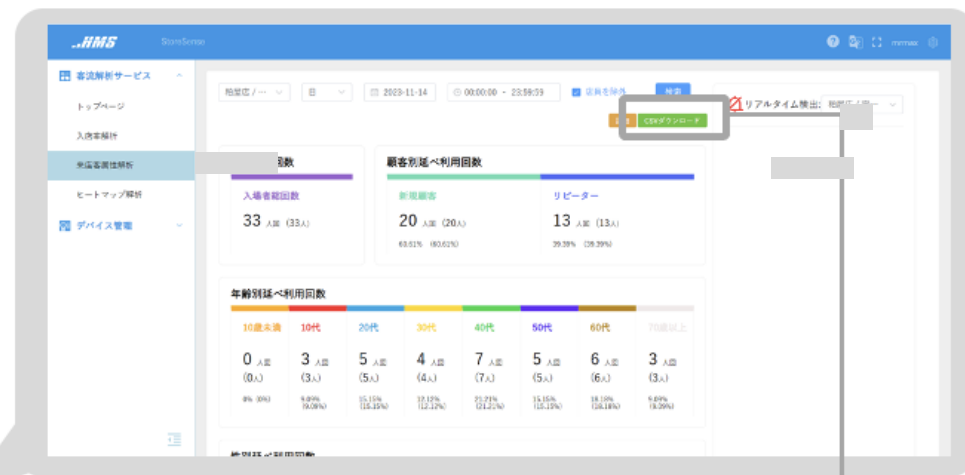 HMS StoreSense
mmax
客流解析サービス
トップページ
入店客解析
来店客属性解析
ヒートマップ解析
デバイス管理
日
2023-11-14
00:00:00 - 23:59:59
店員を除外
検索
CSVダウンロード
リアルタイム検出:
回数
顧客別延べ利用回数
入場者総回数
新規顧客
リピーター
33 人回 (33人)
20 人回 (20人)
13 人回 (13人)
60.61% (60.61%)
39.39% (39.39%)
年齢別延べ利用回数
10歳未満 10代 20代 30代 40代 50代 60代 70歳以上
0 人回 3 人回 5 人回 4 人回 7 人回 5 人回 6 人回 3 人回
(0人) (3人) (5人) (4人) (7人) (5人) (6人) (3人)
0% (0%) 9.09% 15.15% 12.12% 21.21% 15.15% 18.18% 9.09%
(9.09%) (15.15%) (12.12%) (21.21%) (15.15%) (18.18%) (9.09%)